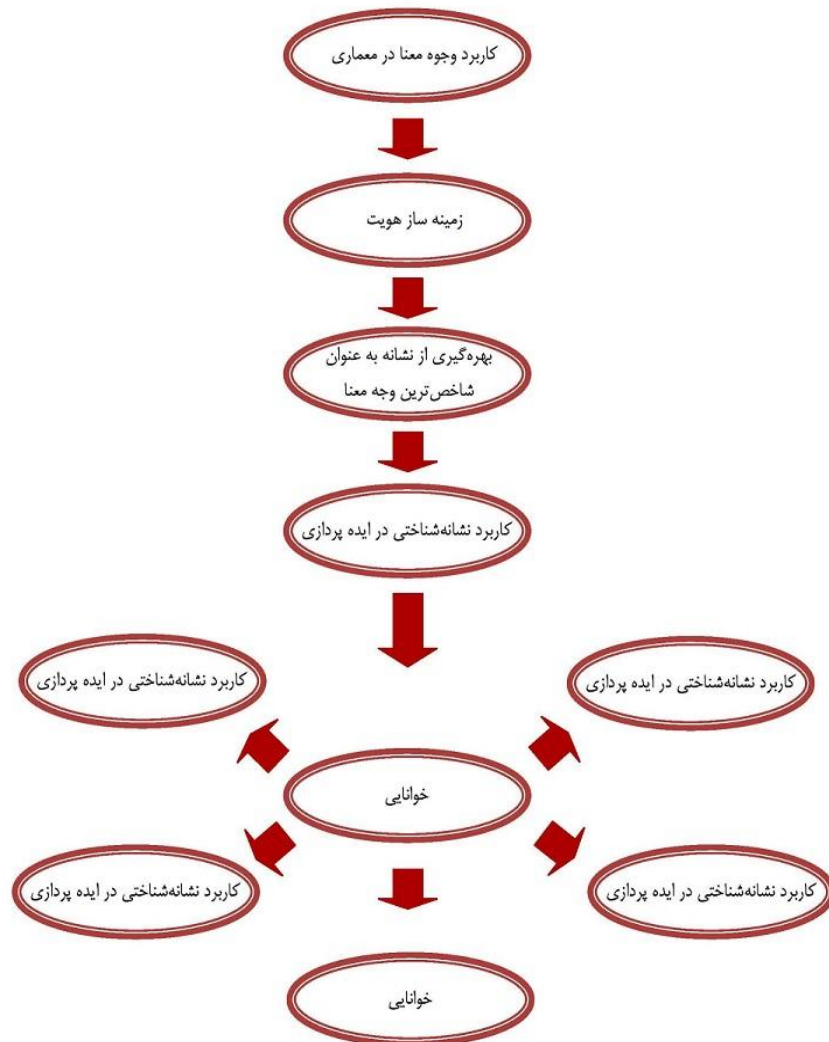 کاربرد وجوه معنا در معماری
زمینه ساز هویت
بهره‌گیری از نشانه به عنوان
شاخص‌ترین وجه معنا
کاربرد نشانه‌شناختی در ایده پردازی
کاربرد نشانه‌شناختی در ایده پردازی
کاربرد نشانه‌شناختی در ایده پردازی
خوانایی
کاربرد نشانه‌شناختی در ایده پردازی
کاربرد نشانه‌شناختی در ایده پردازی
خوانایی